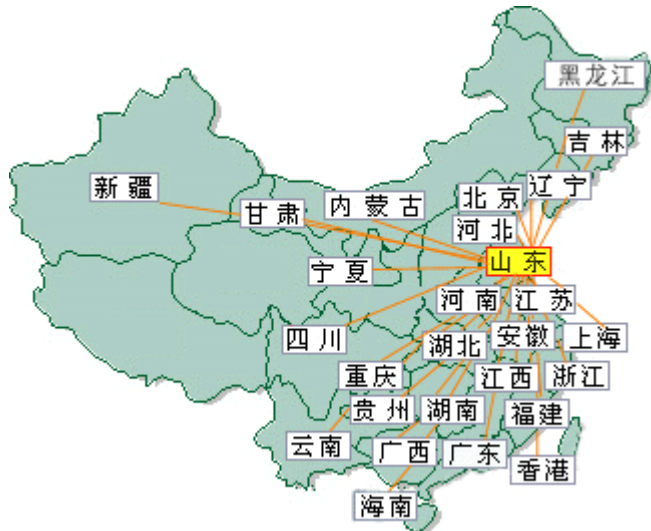 黑龙江
吉林
新疆
北京
辽宁
甘肃
内蒙古
河北
宁夏
山东
河南
江苏
四川
湖北
安徽
上海
重庆
江西
浙江
贵州
湖南
福建
云南
广西
广东
香港
海南